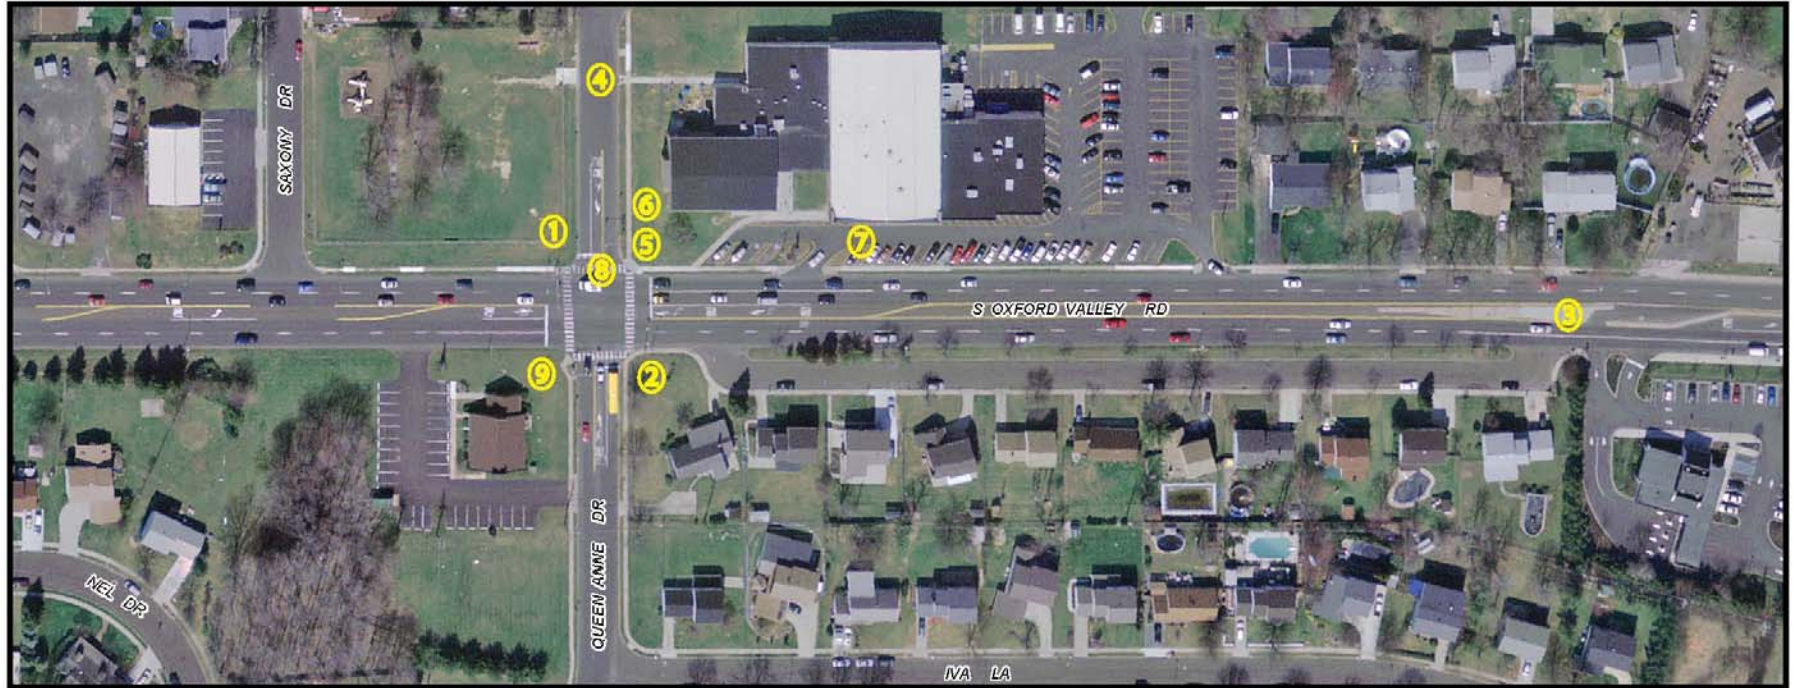 ④
SAXONY DR
⑥
①
⑤
⑦
⑧
S OXFORD VALLEY RD
③
⑨
②
QUEEN ANNE DR
NEL DR
IVA LA